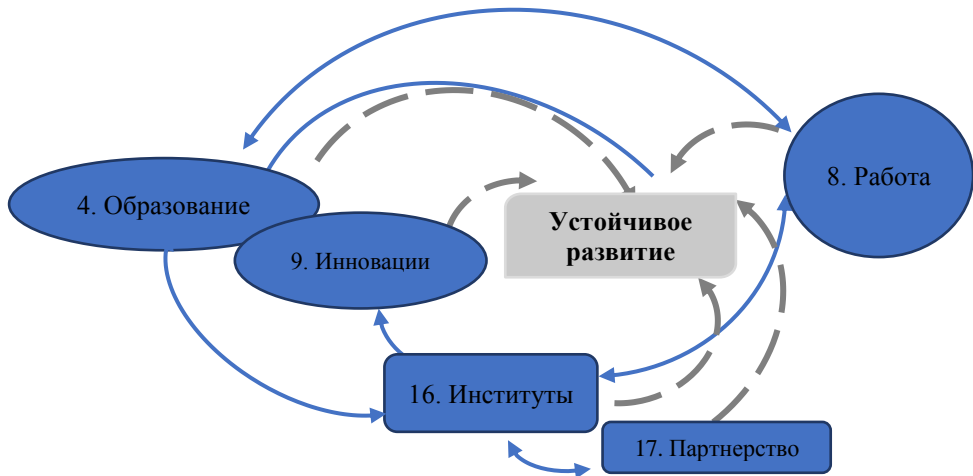 4. Образование
8. Работа
Устойчивое
развитие
9. Инновации
16. Институты
17. Партнерство